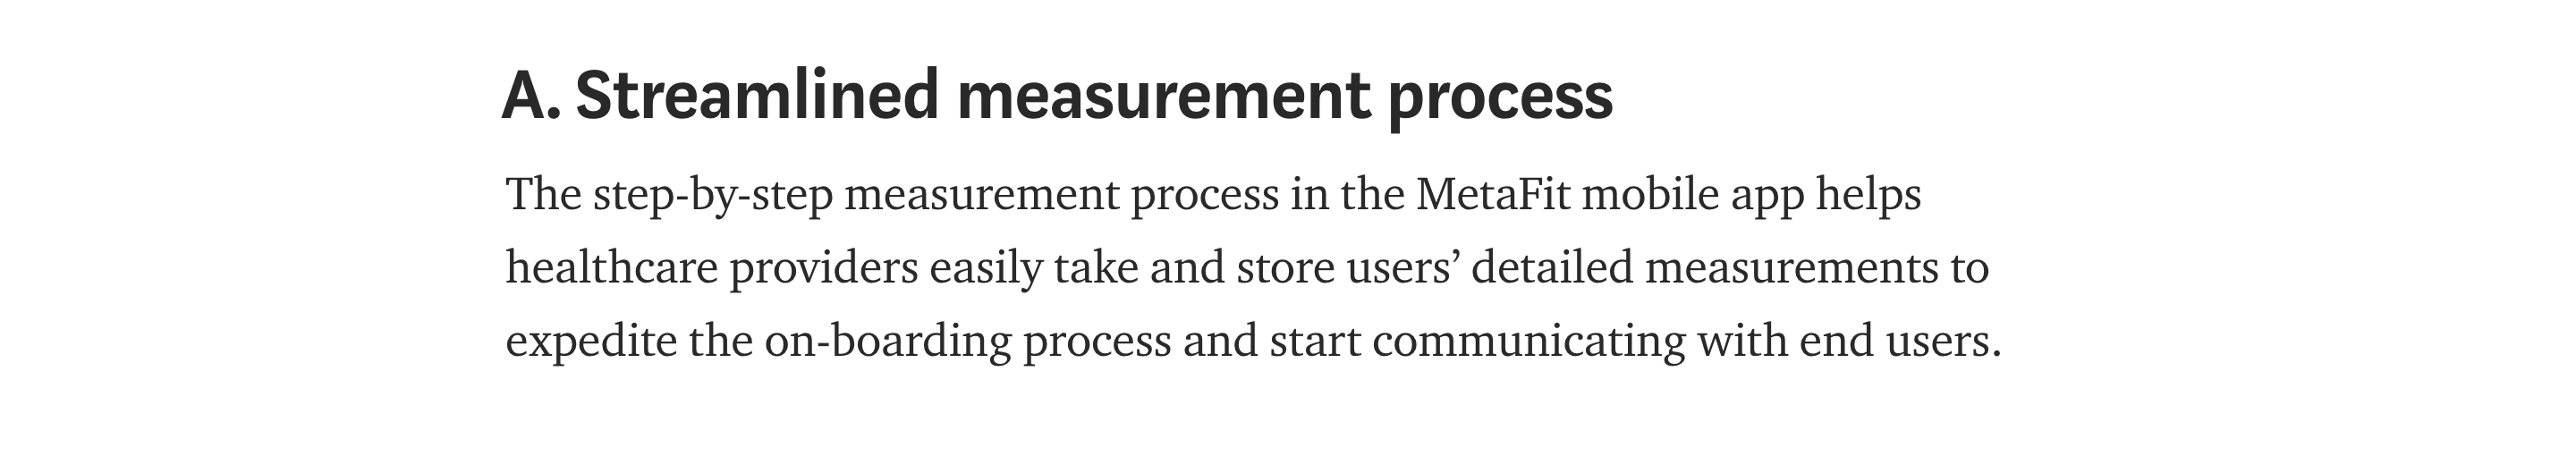 A. Streamlined measurement process
The step-by-step measurement process in the MetaFit mobile app helps
healthcare providers easily take and store users’ detailed measurements to
expedite the on-boarding process and start communicating with end users.